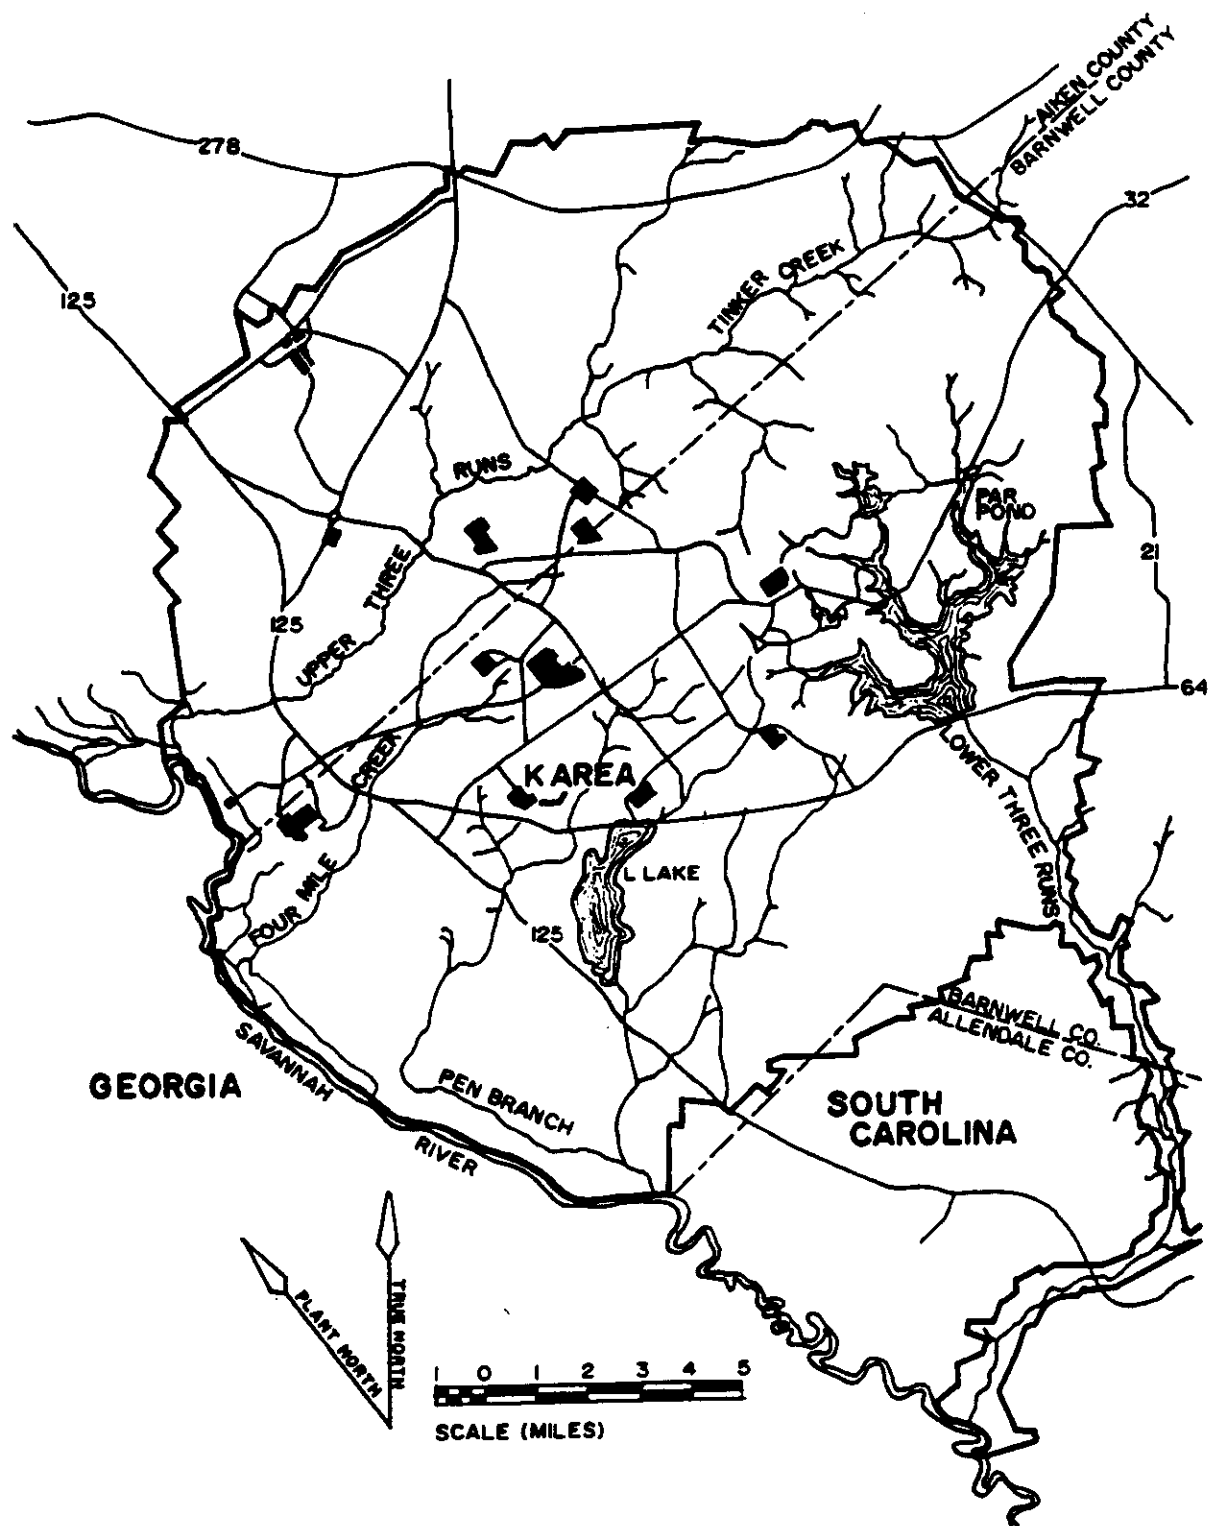 AIKEN COUNTY
BARNWELL COUNTY
278
32
125
TINKER CREEK
RUNS
PAR
POND
21
THREE
125
UPPER
64
CREEK
K AREA
LOWER THREE RUNS
L LAKE
FOUR MILE
125
BARNWELL CO.
ALLENDALE CO.
SAVANNAH
GEORGIA
PEN BRANCH
SOUTH
CAROLINA
RIVER
PLANT NORTH
TRUE NORTH
1 0 1 2 3 4 5
SCALE (MILES)